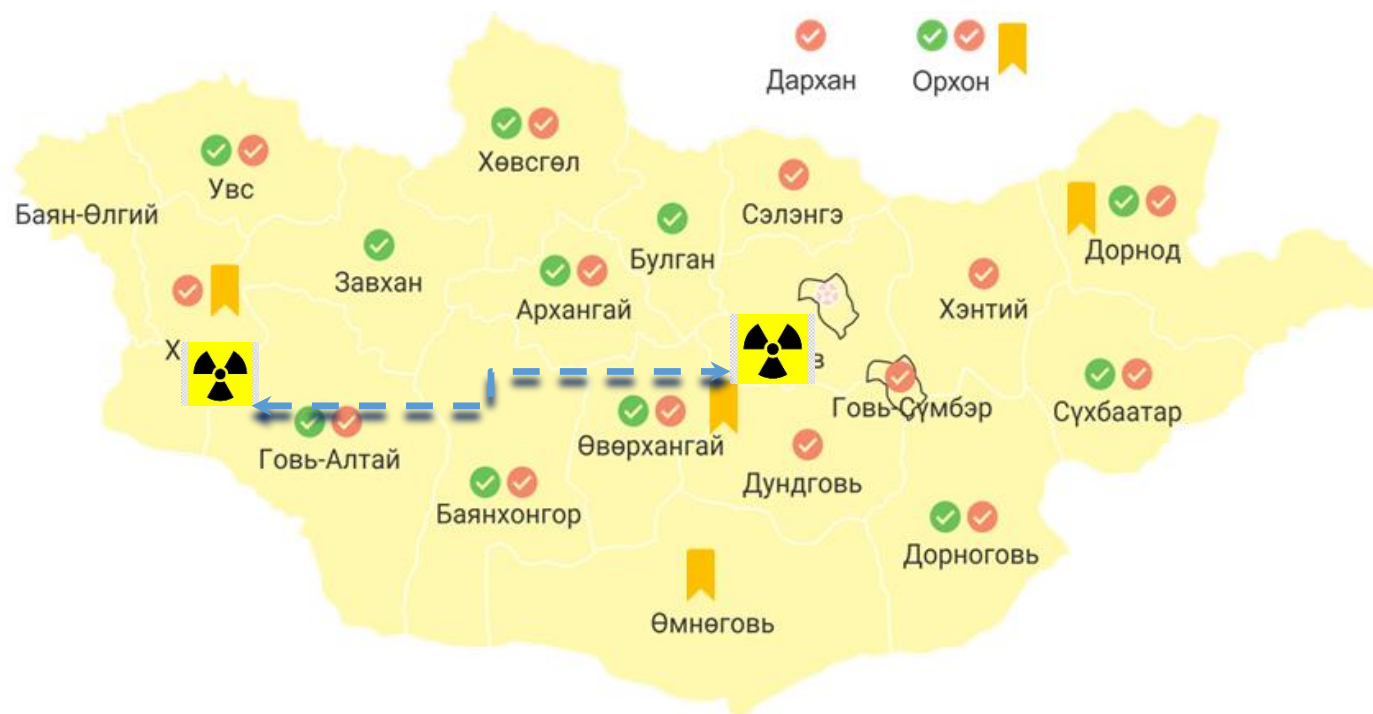 Дархан
Орхон
Хөвсгөл
Увс
Баян-Өлгий
Сэлэнгэ
Булган
Дорнод
Завхан
Архангай
Хэнтий
Говь-Сүмбэр
Сүхбаатар
Говь-Алтай
Өвөрхангай
Дундговь
Баянхонгор
Дорноговь
Өмнөговь